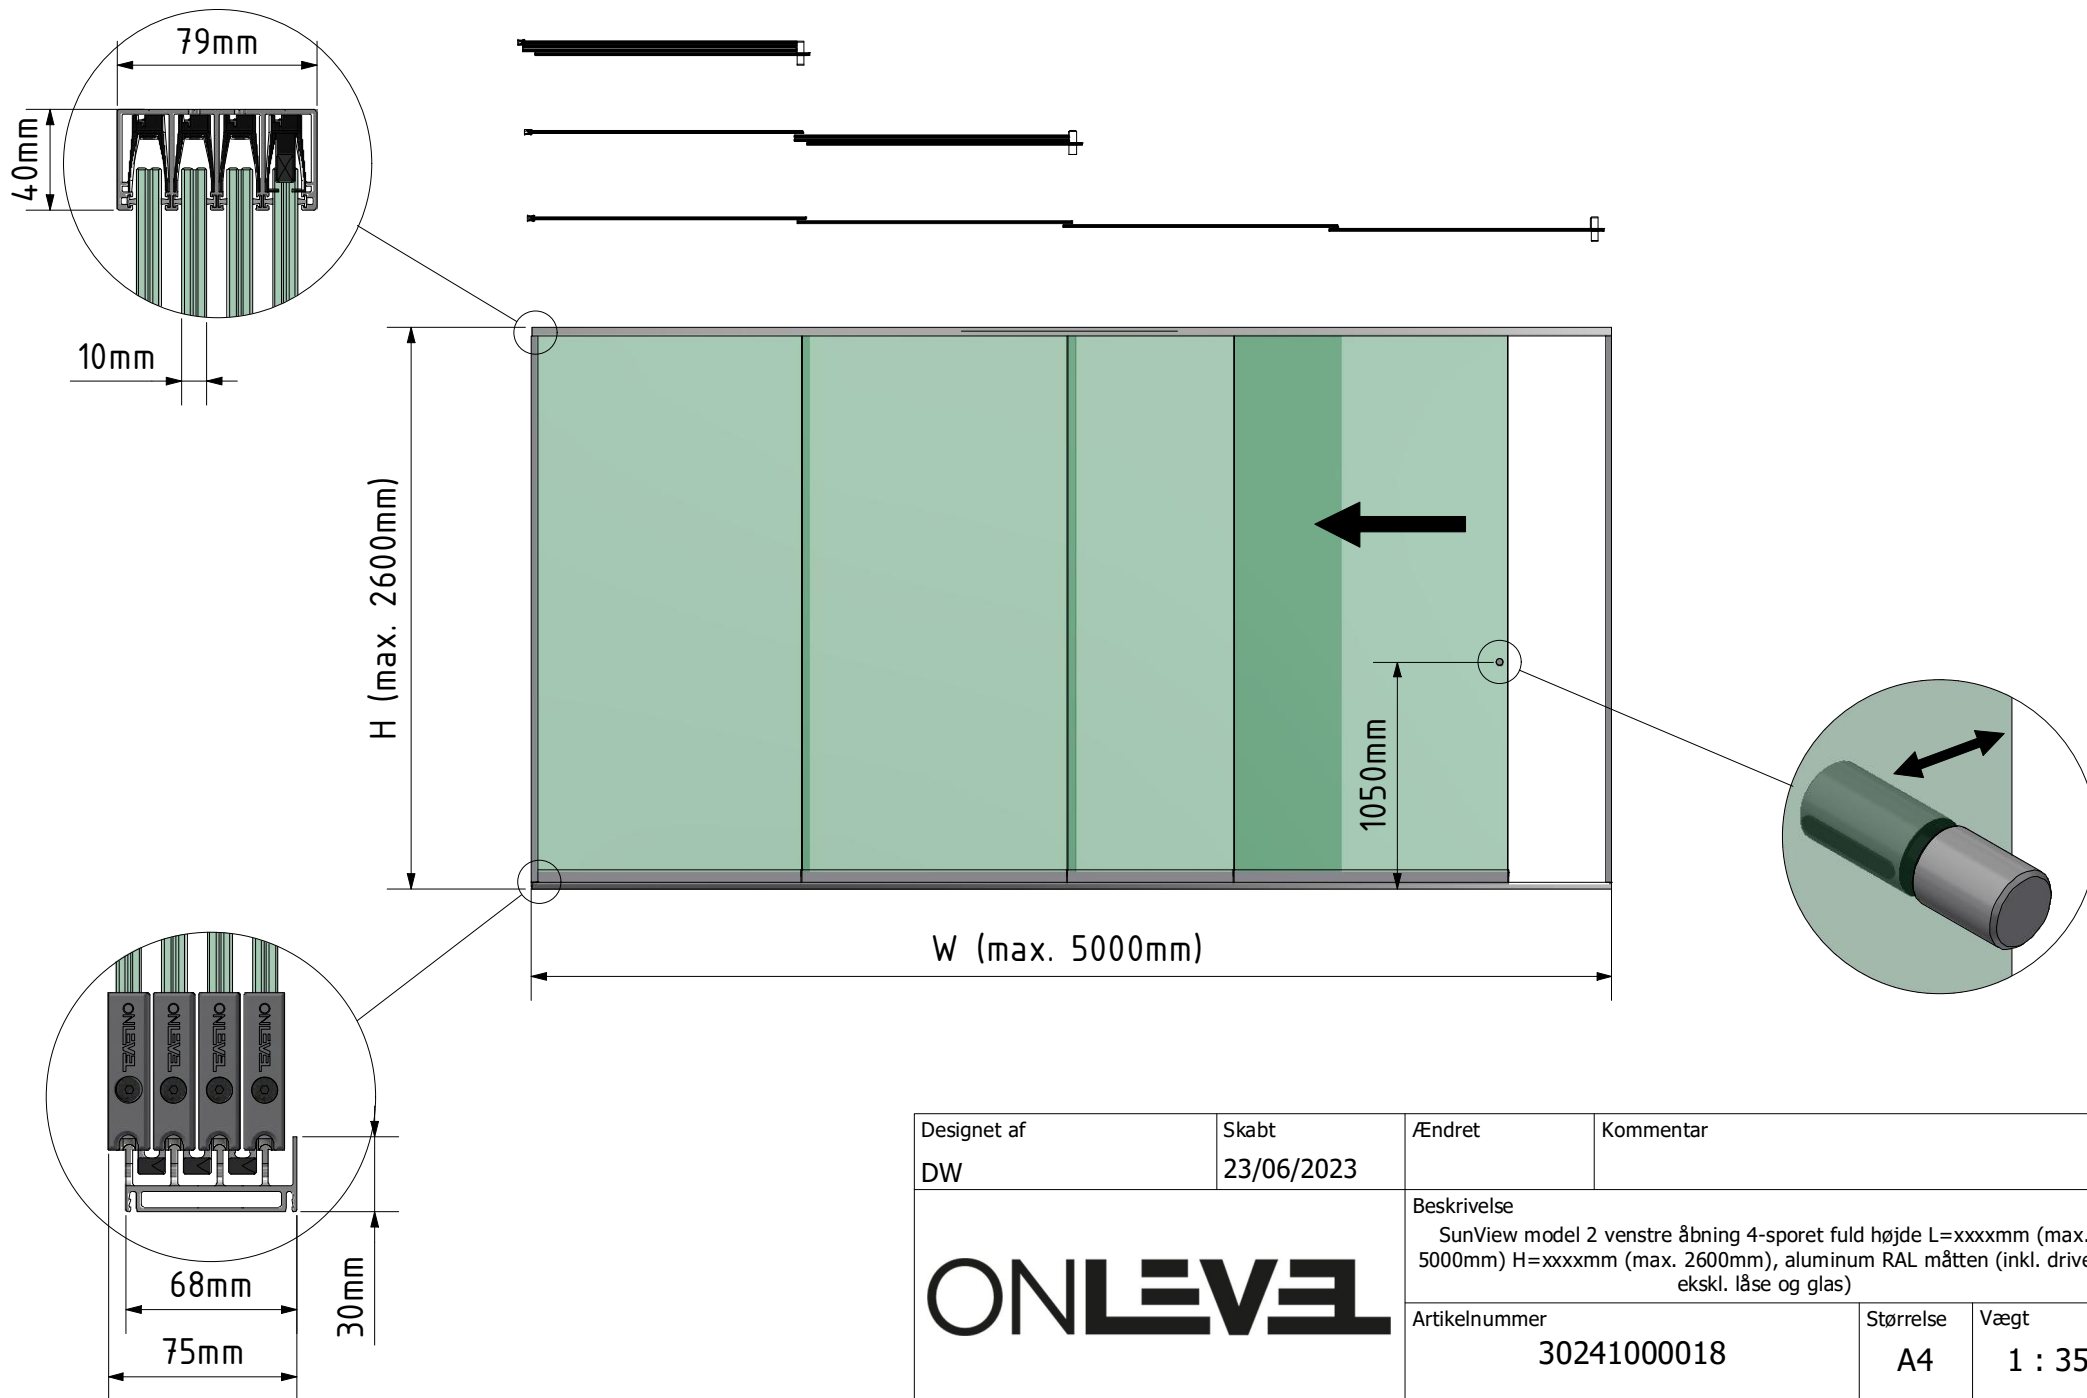 79mm
40mm
10mm
H (max. 2600mm)
1050mm
W (max. 5000mm)
ONLEVEL
ONLEVEL
ONLEVEL
ONLEVEL
30mm
68mm
75mm
Designet af
DW
Skabt
23/06/2023
Ændret
Kommentar
ONLEVEL
Beskrivelse
SunView model 2 venstre åbning 4-sporet fuld højde L=xxxxmm (max.
5000mm) H=xxxxmm (max. 2600mm), aluminum RAL måtten (inkl. drive
ekskl. låse og glas)
Artikelnummer
30241000018
Størrelse
A4
Vægt
1 : 35